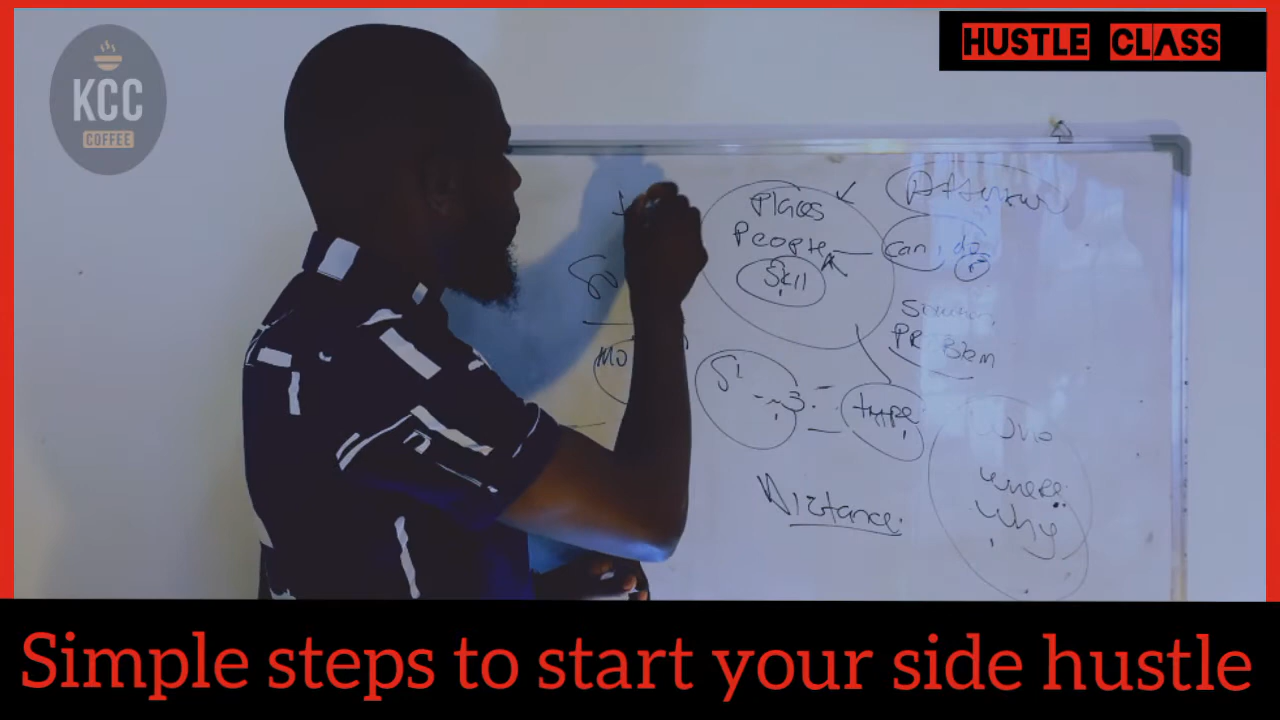 HUSTLE CLASS
KCC
COFFEE
Places
People
Skill
can, do
PROBlem
type
Who
where
Why
Distance
Simple steps to start your side hustle